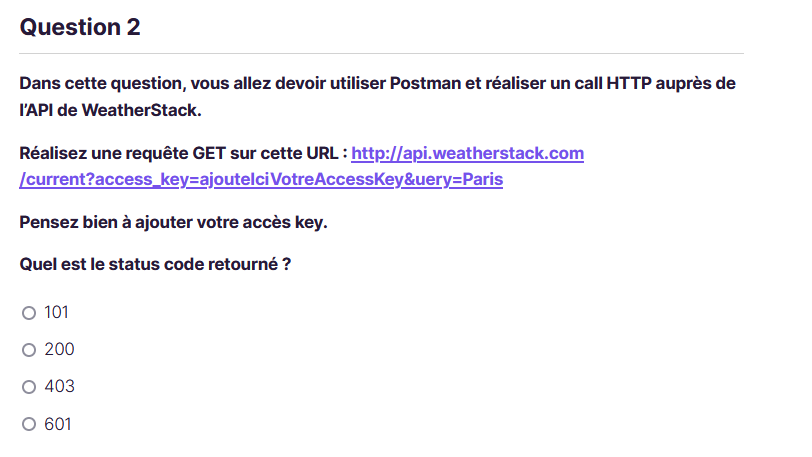 Question 2
Dans cette question, vous allez devoir utiliser Postman et réaliser un call HTTP auprès de
l’API de WeatherStack.
Réalisez une requête GET sur cette URL : http://api.weatherstack.com
/current?access_key=ajouteIciVotreAccessKey&uery=Paris
Pensez bien à ajouter votre accès key.
Quel est le status code retourné ?
101
200
403
601